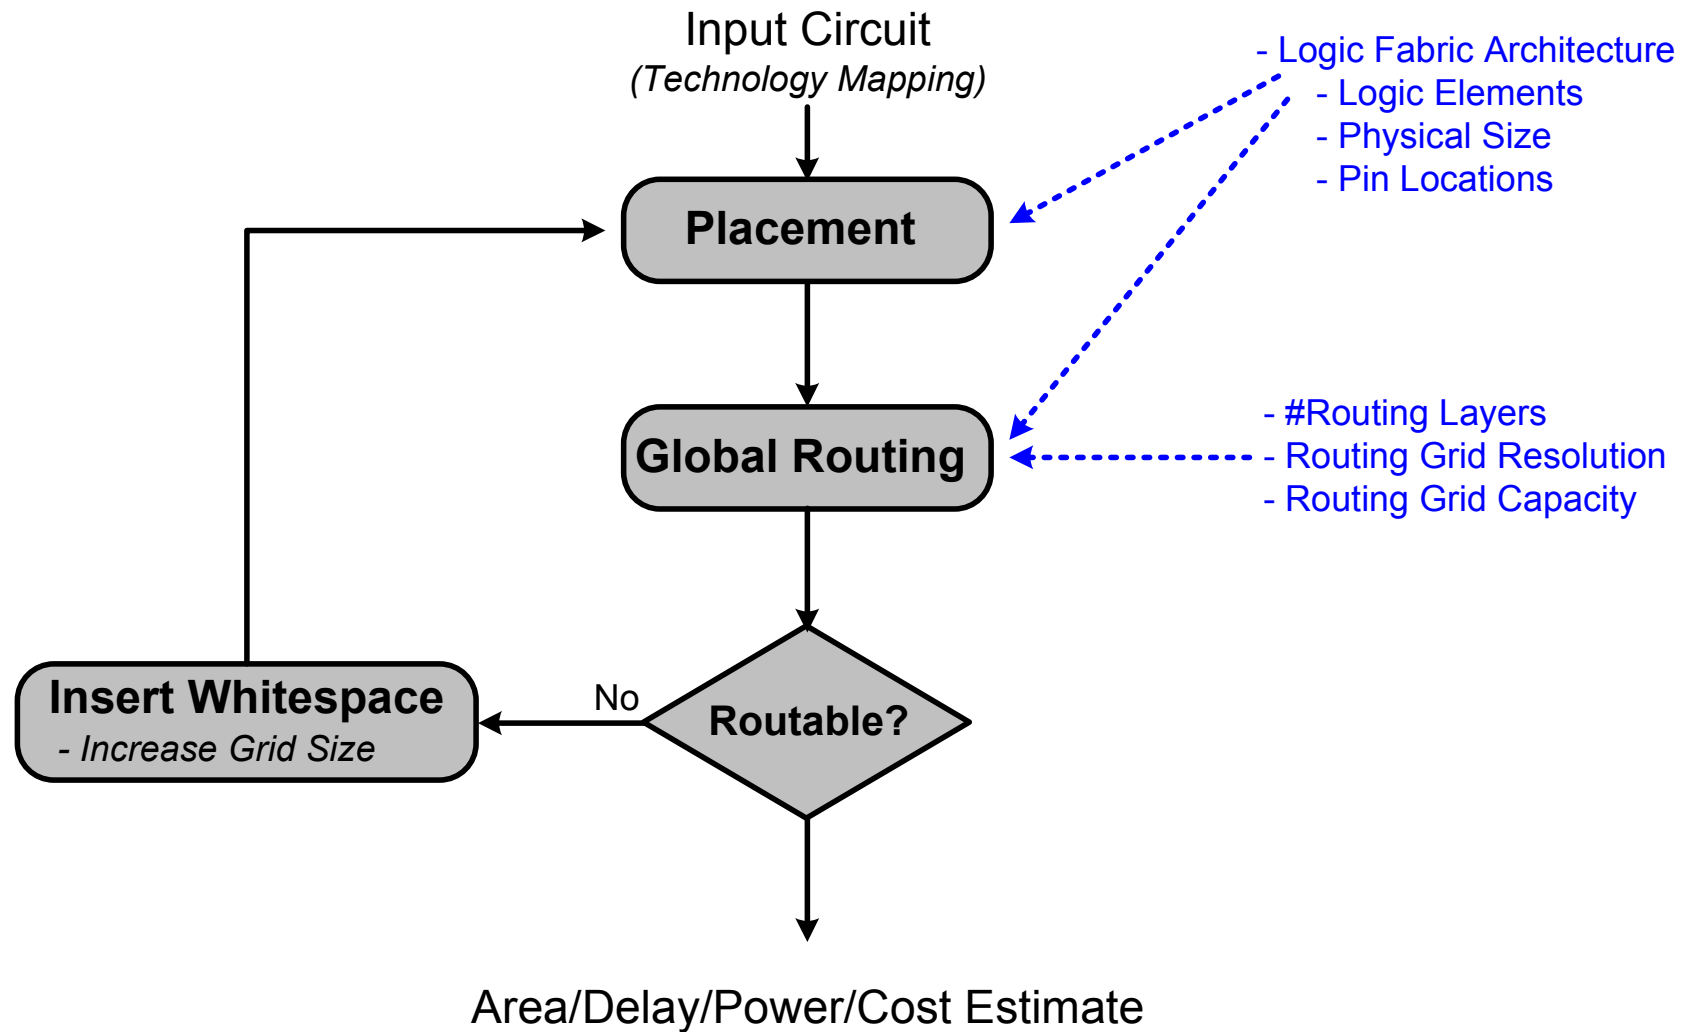 Input Circuit
(Technology Mapping)
- Logic Fabric Architecture
- Logic Elements
- Physical Size
- Pin Locations
Placement
- #Routing Layers
- Routing Grid Resolution
- Routing Grid Capacity
Global Routing
Insert Whitespace
- Increase Grid Size
No
Routable?
Area/Delay/Power/Cost Estimate